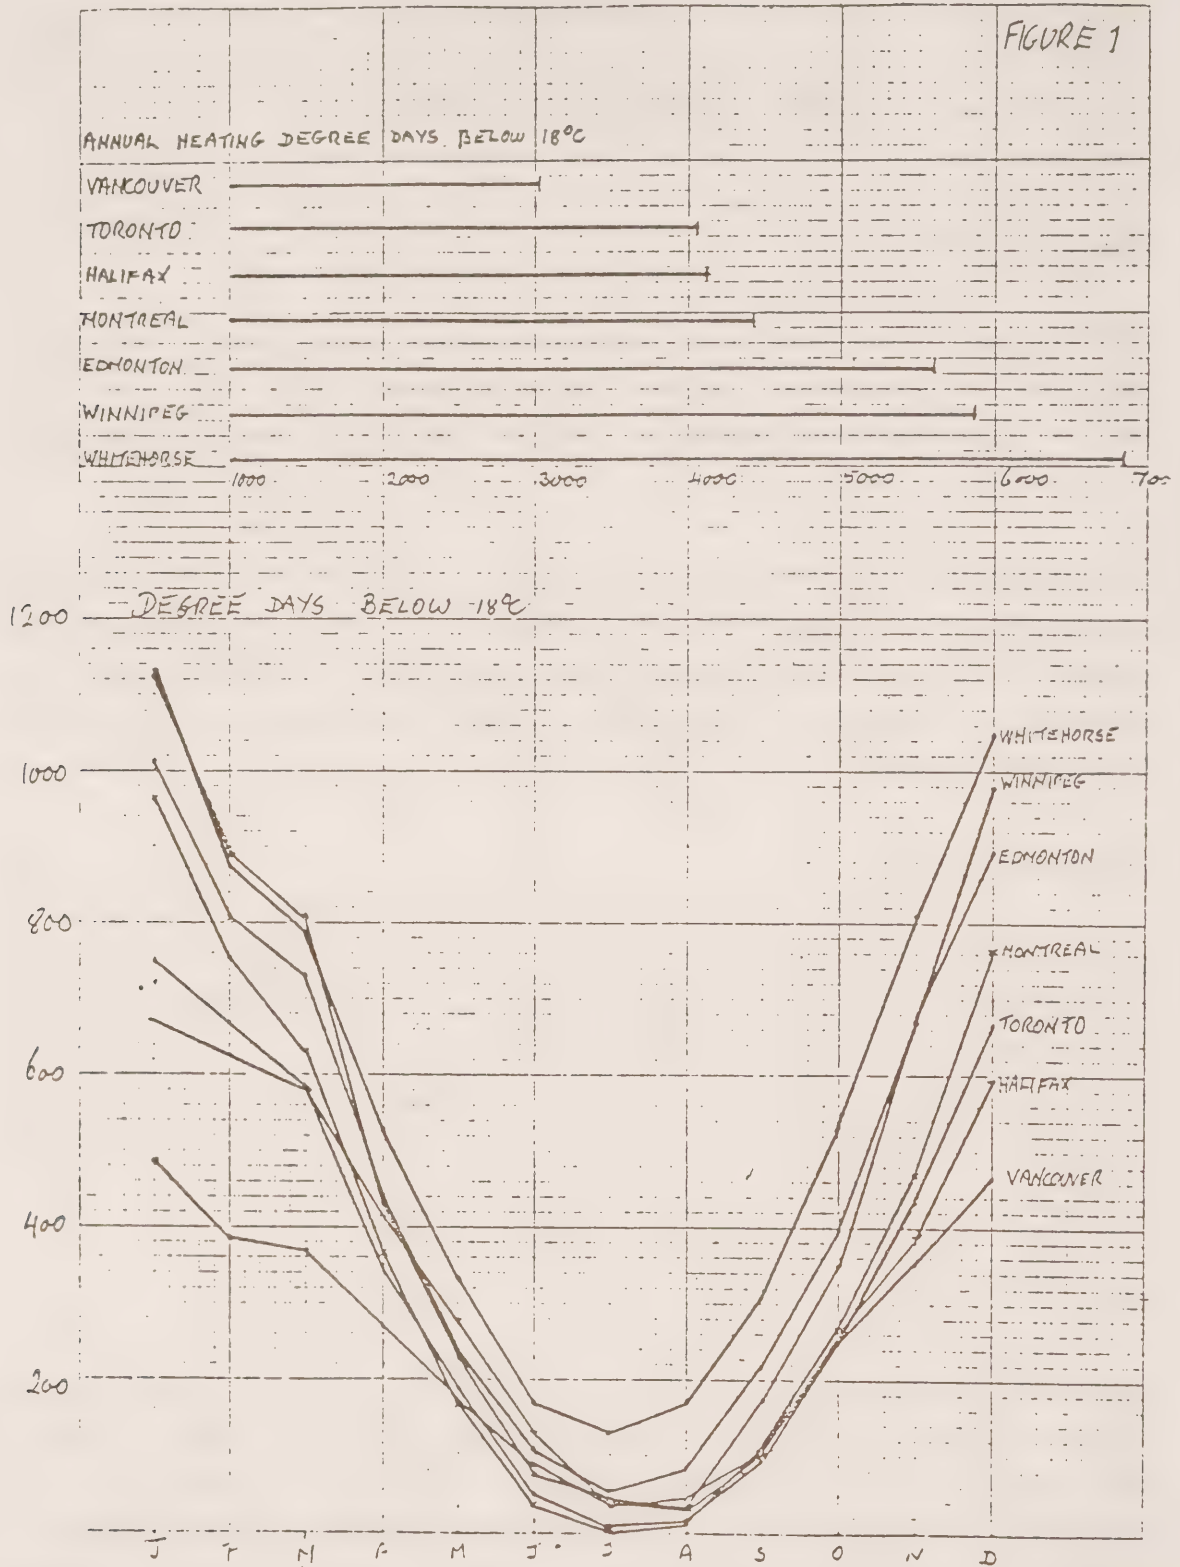 FIGURE 1
ANNUAL HEATING DEGREE DAYS BELOW 18°C
VANCOUVER
TORONTO
HALIFAX
MONTREAL
EDMONTON
WINNIPEG
WHITEHORSE
1000 2000 3000 4000 5000 6000 700
DEGREE DAYS BELOW 18°C
1200
1000
800
600
400
200
WHITEHORSE
WINNIPEG
EDMONTON
MONTREAL
TORONTO
HALIFAX
VANCOUVER
J F M A M J J A S O N D